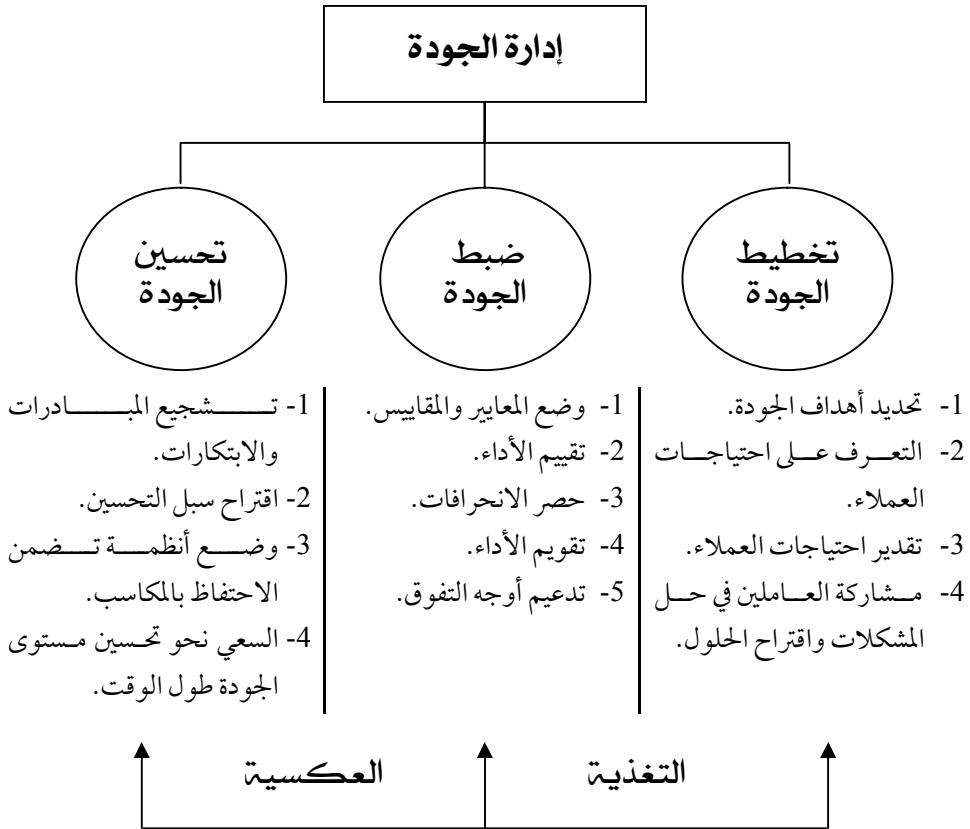 إدارة الجودة
تخطيط
الجودة
ضبط
الجودة
تحسين
الجودة
1- تحديد أهداف الجودة.
2- التعرف على احتياجات
العملاء.
3- تقدير احتياجات العملاء.
4- مشاركة العاملين في حل
المشكلات واقتراح الحلول.
1- وضع المعايير والمقاييس.
2- تقييم الأداء.
3- حصر الانحرافات.
4- تقويم الأداء.
5- تدعيم أوجه التفوق.
1- تشجيع المبادرات
والابتكارات.
2- اقتراح سبل التحسين.
3- وضع أنظمة تضمن
الاحتفاظ بالمكاسب.
4- السعي نحو تحسين مستوى
الجودة طول الوقت.
التغذية العكسية